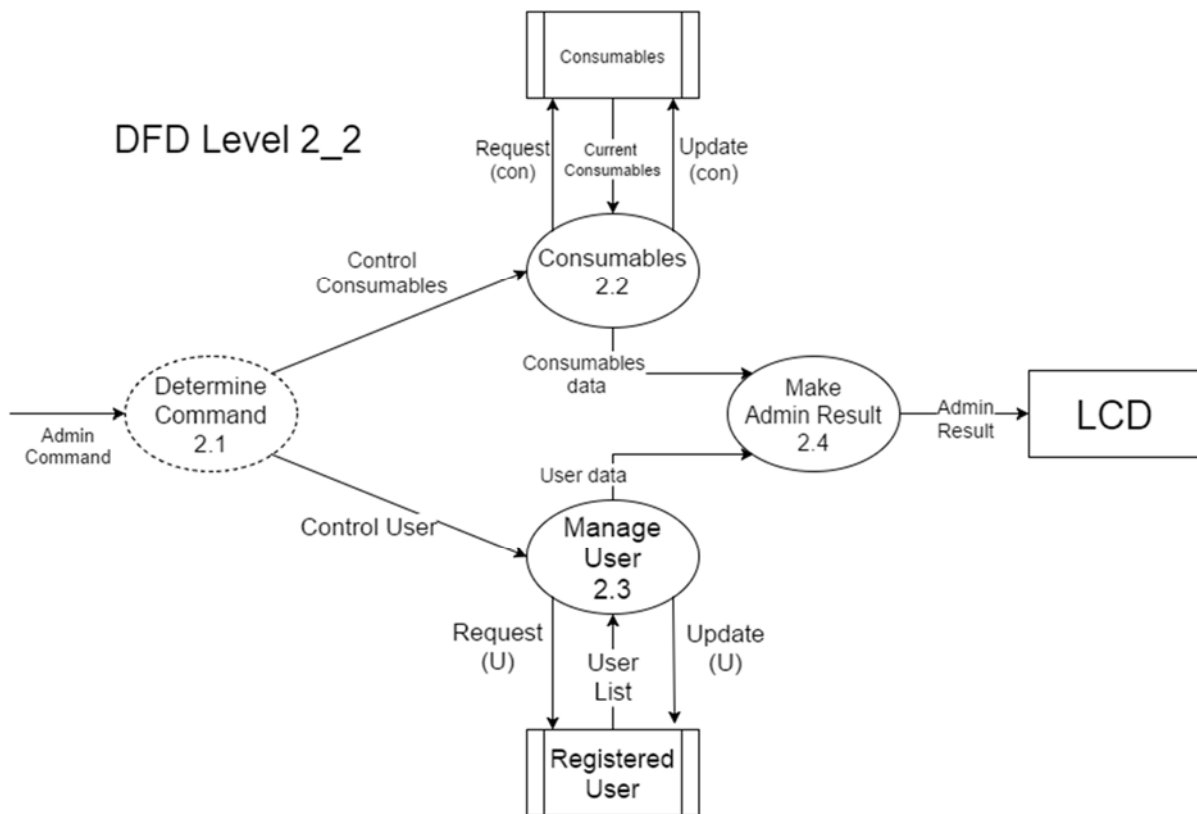 Consumables
DFD Level 2_2
Request
(con)
Current
Consumables
Update
(con)
Control
Consumables
Consumables
2.2
Consumables
data
Determine
Command
2.1
Admin
Command
Make
Admin Result
2.4
Admin
Result
LCD
User data
Control User
Manage
User
2.3
Request
(U)
User
List
Update
(U)
Registered
User